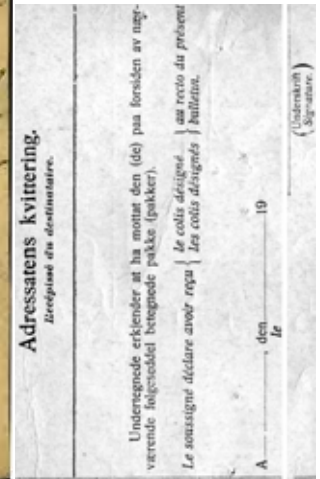 Adressatens kvittering.
Récépissé du destinataire.
Undertegnede erkjender at ha mottat den (de) paa forsiden av nær-
værende følgeseddel betegnede pakke (pakker).
Le soussigné déclare avoir reçu { le colis désigné } au recto du présent
{ les colis désignés } bulletin.
A , den 19
le
(Underskrift)
(Signature.)